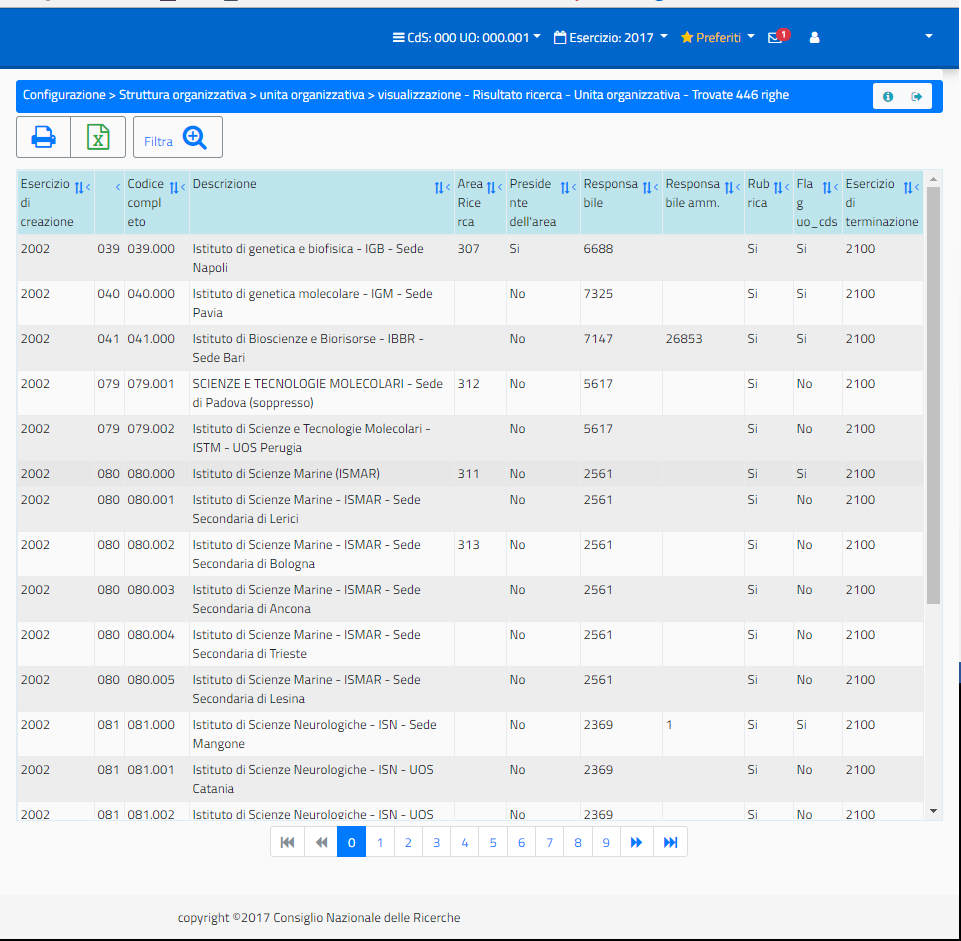 CdS: 000 UO: 000.001 Esercizio: 2017 Preferiti 1
Configurazione > Struttura organizzativa > unita organizzativa > visualizzazione - Risultato ricerca - Unita organizzativa - Trovate 446 righe
Filtra
Esercizio di creazione Codice completo Descrizione Area Ricerca Presidente dell'area Responsabile Responsabile amm. Rubrica Flag uo_cds Esercizio di terminazione
2002 039 039.000 Istituto di genetica e biofisica - IGB - Sede 307 Si 6688 Si Si 2100
Napoli
2002 040 040.000 Istituto di genetica molecolare - IGM - Sede No 7325 Si Si 2100
Pavia
2002 041 041.000 Istituto di Bioscienze e Biorisorse - IBBR - No 7147 26853 Si Si 2100
Sede Bari
2002 079 079.001 SCIENZE E TECNOLOGIE MOLECOLARI - Sede 312 No 5617 Si No 2100
di Padova (soppresso)
2002 079 079.002 Istituto di Scienze e Tecnologie Molecolari - No 5617 Si No 2100
ISTM - UOS Perugia
2002 080 080.000 Istituto di Scienze Marine (ISMAR) 311 No 2561 Si Si 2100
2002 080 080.001 Istituto di Scienze Marine - ISMAR - Sede No 2561 Si No 2100
Secondaria di Lerici
2002 080 080.002 Istituto di Scienze Marine - ISMAR - Sede 313 No 2561 Si No 2100
Secondaria di Bologna
2002 080 080.003 Istituto di Scienze Marine - ISMAR - Sede No 2561 Si No 2100
Secondaria di Ancona
2002 080 080.004 Istituto di Scienze Marine - ISMAR - Sede No 2561 Si No 2100
Secondaria di Trieste
2002 080 080.005 Istituto di Scienze Marine - ISMAR - Sede No 2561 Si No 2100
Secondaria di Lesina
2002 081 081.000 Istituto di Scienze Neurologiche - ISN - Sede No 2369 1 Si Si 2100
Mangone
2002 081 081.001 Istituto di Scienze Neurologiche - ISN - UOS No 2369 Si No 2100
Catania
2002 081 081.002 Istituto di Scienze Neurologiche - ISN - UOS No 2369 Si No 2100
0 1 2 3 4 5 6 7 8 9
copyright ©2017 Consiglio Nazionale delle Ricerche